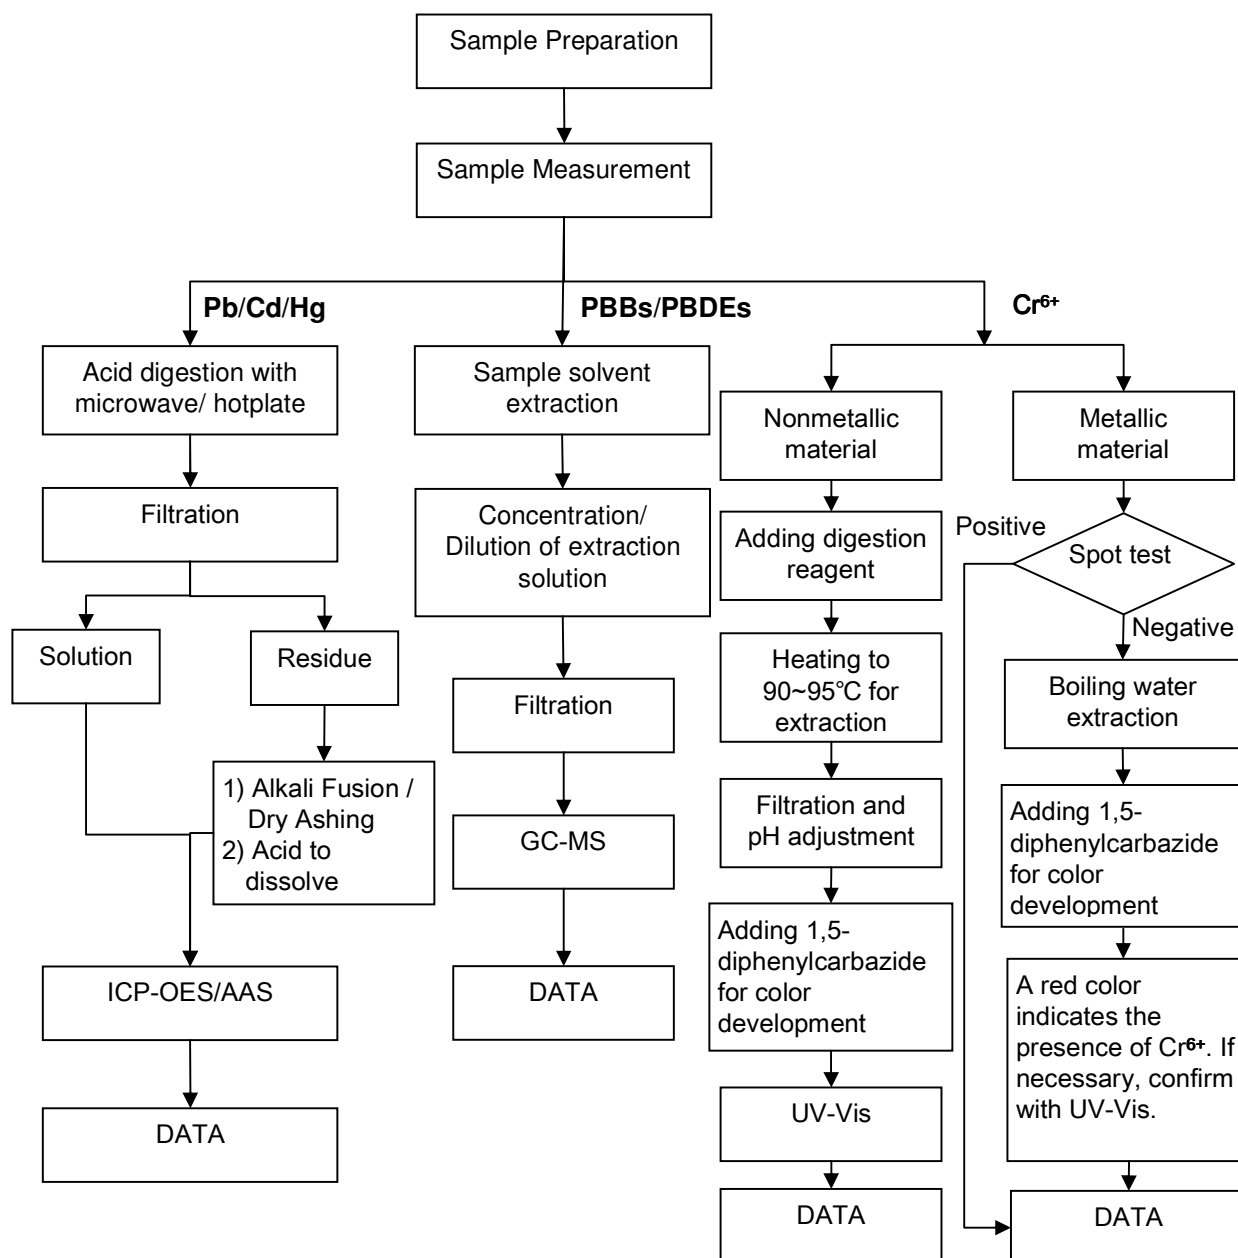 Sample Preparation
Sample Measurement
Pb/Cd/Hg
PBBs/PBDEs
Cr⁶⁺
Acid digestion with
microwave/ hotplate
Filtration
Solution
Residue
1) Alkali Fusion /
Dry Ashing
2) Acid to
dissolve
ICP-OES/AAS
DATA
Sample solvent
extraction
Concentration/
Dilution of extraction
solution
Filtration
GC-MS
DATA
Nonmetallic
material
Adding digestion
reagent
Heating to
90~95℃ for
extraction
Filtration and
pH adjustment
Adding 1,5-
diphenylcarbazide
for color
development
UV-Vis
DATA
Metallic
material
Positive
Spot test
Negative
Boiling water
extraction
Adding 1,5-
diphenylcarbazide
for color
development
A red color
indicates the
presence of Cr⁶⁺. If
necessary, confirm
with UV-Vis.
DATA